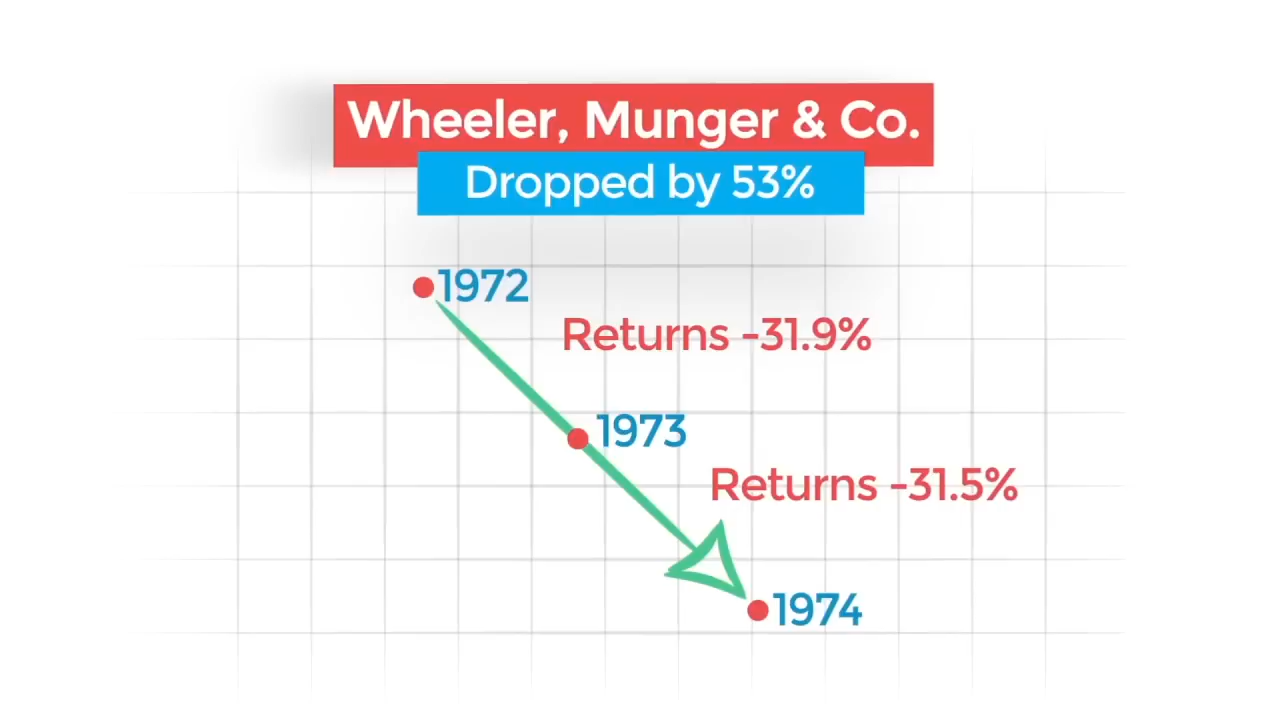 Wheeler, Munger & Co.
Dropped by 53%
1972
Returns -31.9%
1973
Returns -31.5%
1974